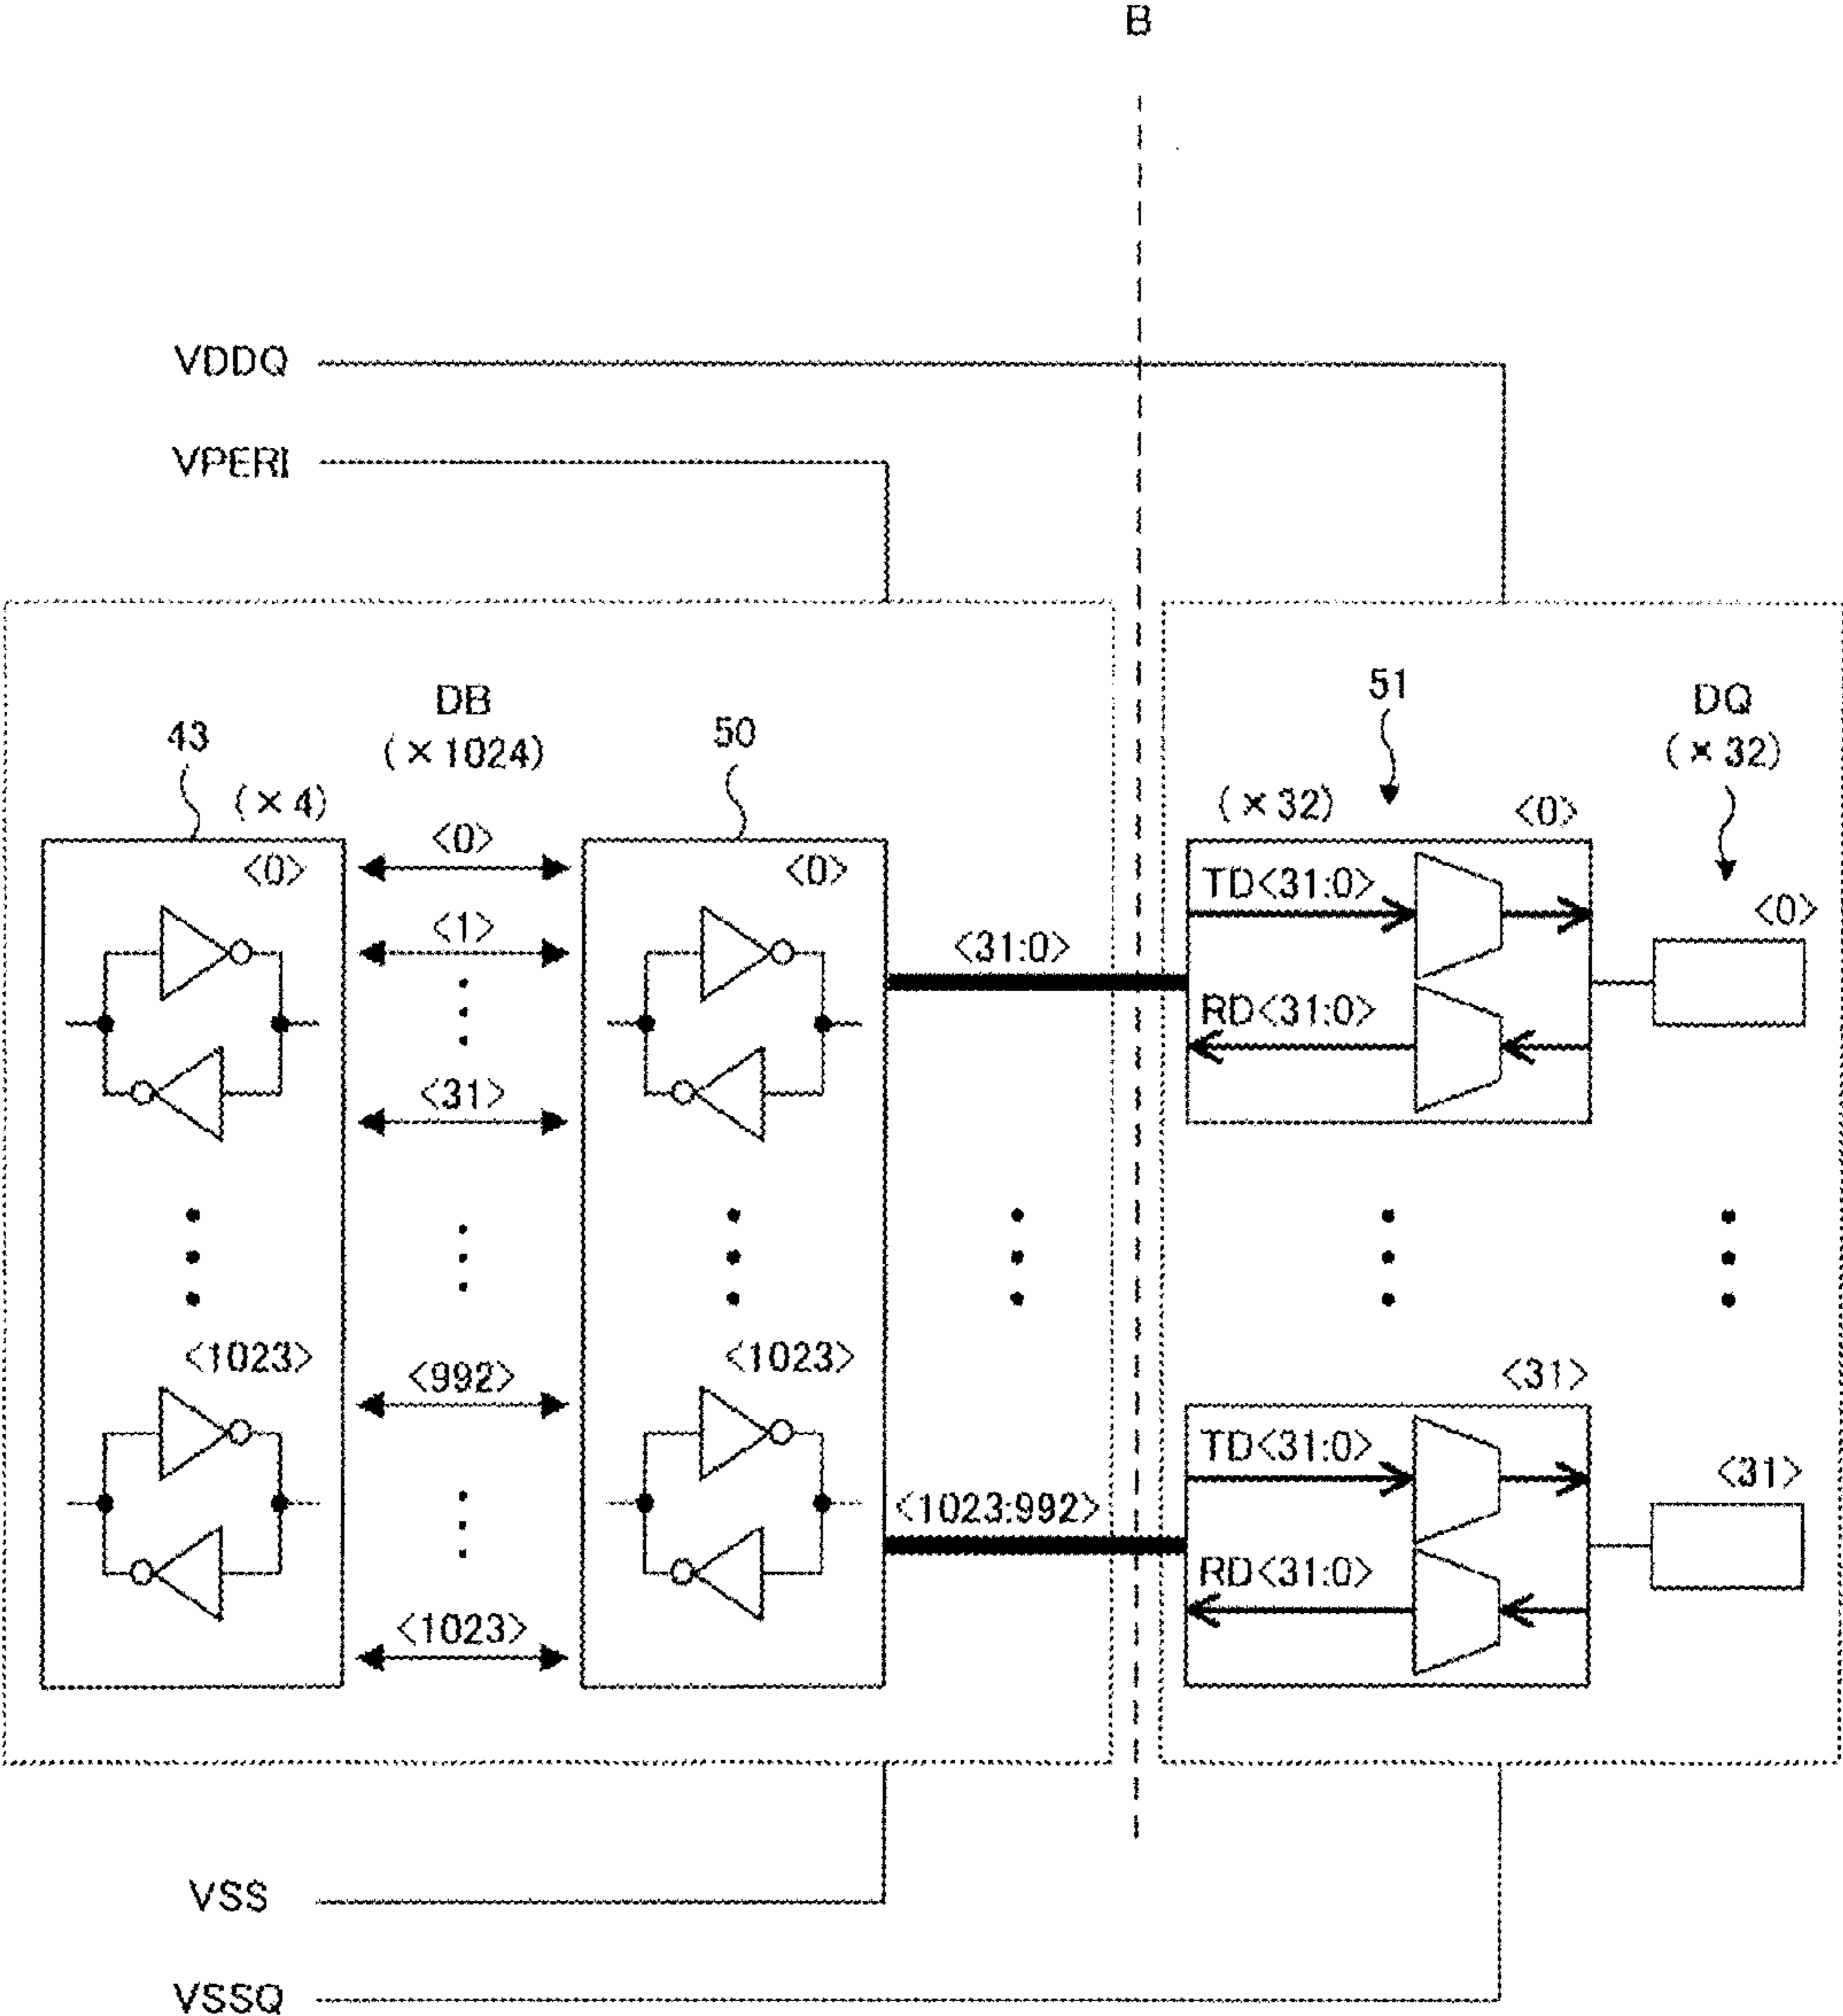 B
VDDQ
VPERI
DB
(×1024)
43
(×4)
50
51
(×32)
DQ
(×32)
<0>
<0>
<0>
<0>
<0>
<1>
<31>
<31:0>
TD<31:0>
RD<31:0>
<1023>
<992>
<1023>
<1023>
<1023:992>
<31>
TD<31:0>
RD<31:0>
<31>
VSS
VSSQ